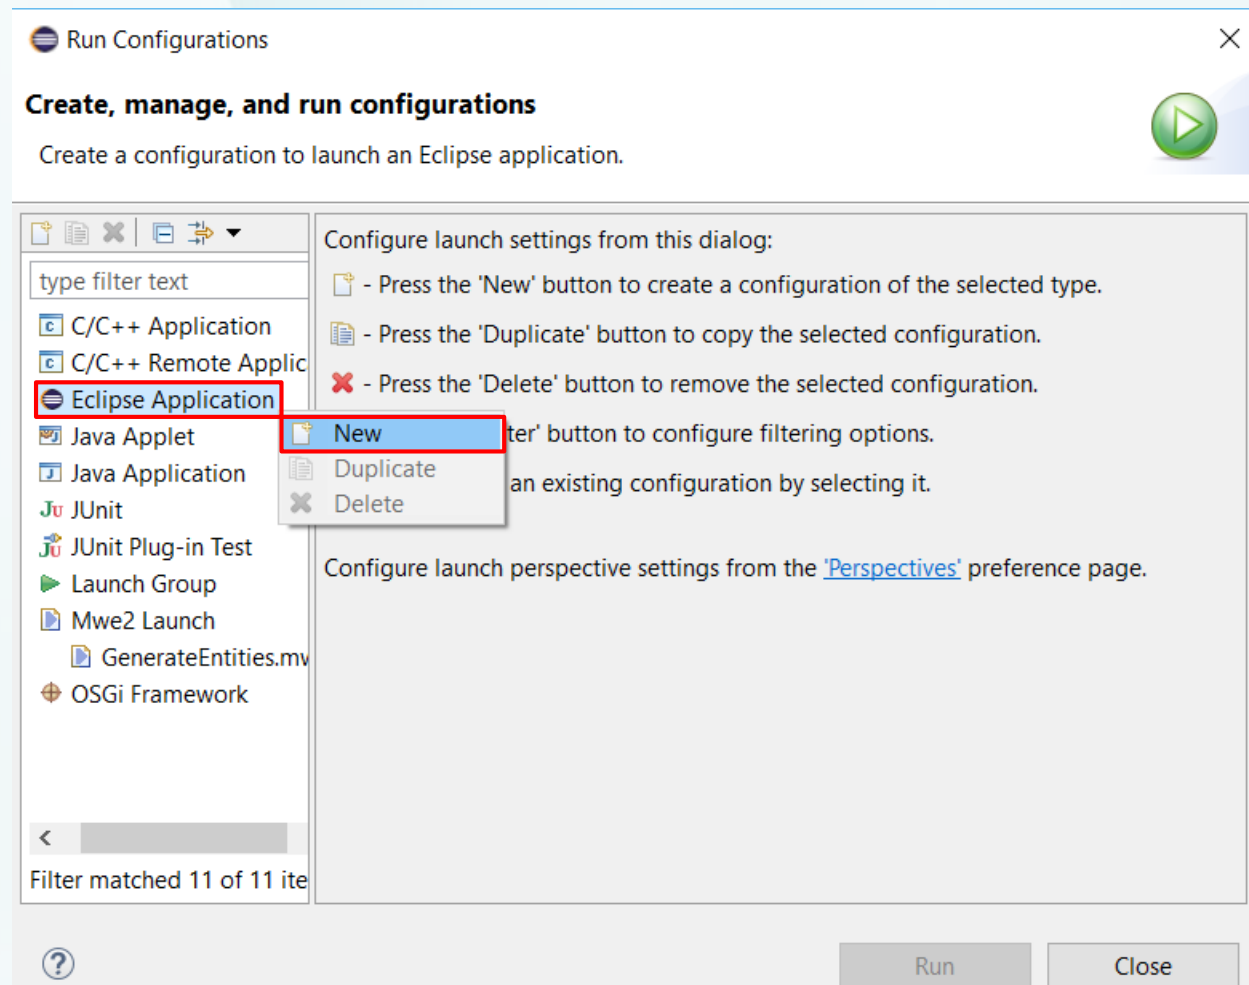 Run Configurations
Create, manage, and run configurations
Create a configuration to launch an Eclipse application.
type filter text
C/C++ Application
C/C++ Remote Applic
Eclipse Application
Java Applet
Java Application
JU JUnit
JU JUnit Plug-in Test
Launch Group
Mwe2 Launch
GenerateEntities.mw
OSGi Framework
Filter matched 11 of 11 ite
New
Duplicate
Delete
Configure launch settings from this dialog:
- Press the 'New' button to create a configuration of the selected type.
- Press the 'Duplicate' button to copy the selected configuration.
- Press the 'Delete' button to remove the selected configuration.
ter' button to configure filtering options.
an existing configuration by selecting it.
Configure launch perspective settings from the 'Perspectives' preference page.
Run
Close